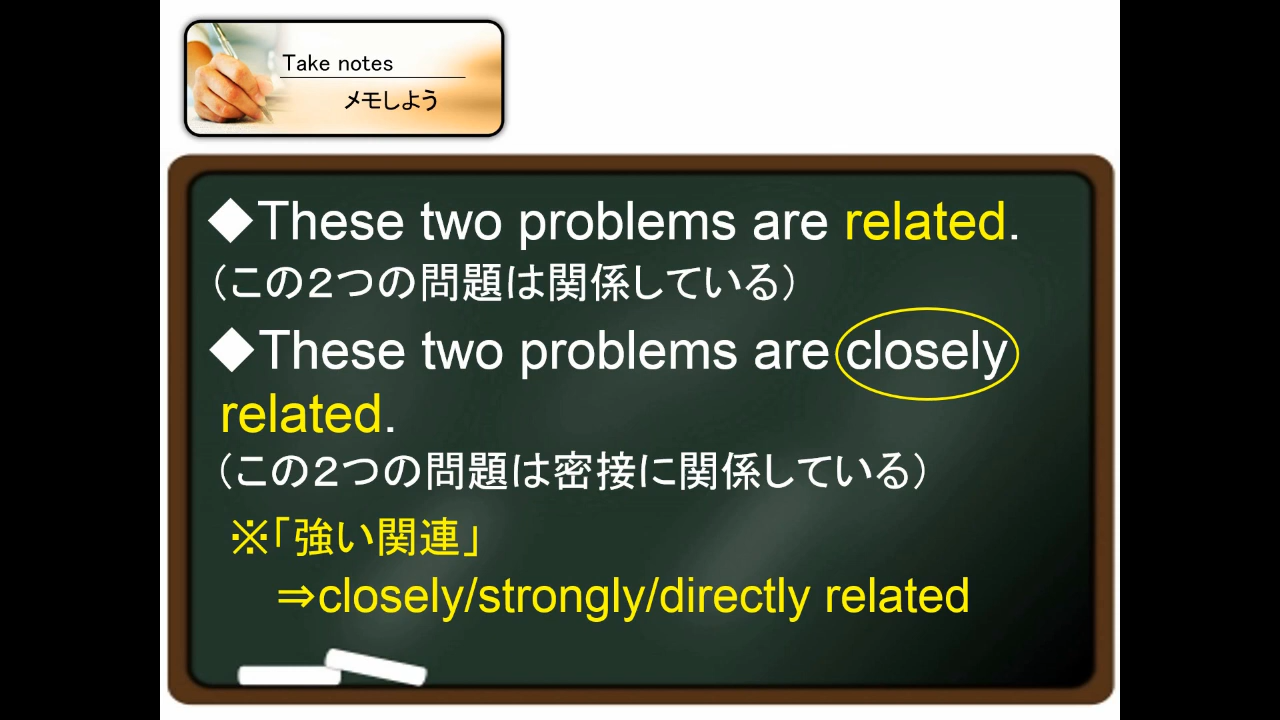 Take notes
メモしよう
◆These two problems are related.
（この２つの問題は関係している）
◆These two problems are closely
related.
（この２つの問題は密接に関係している）
※「強い関連」
⇒closely/strongly/directly related